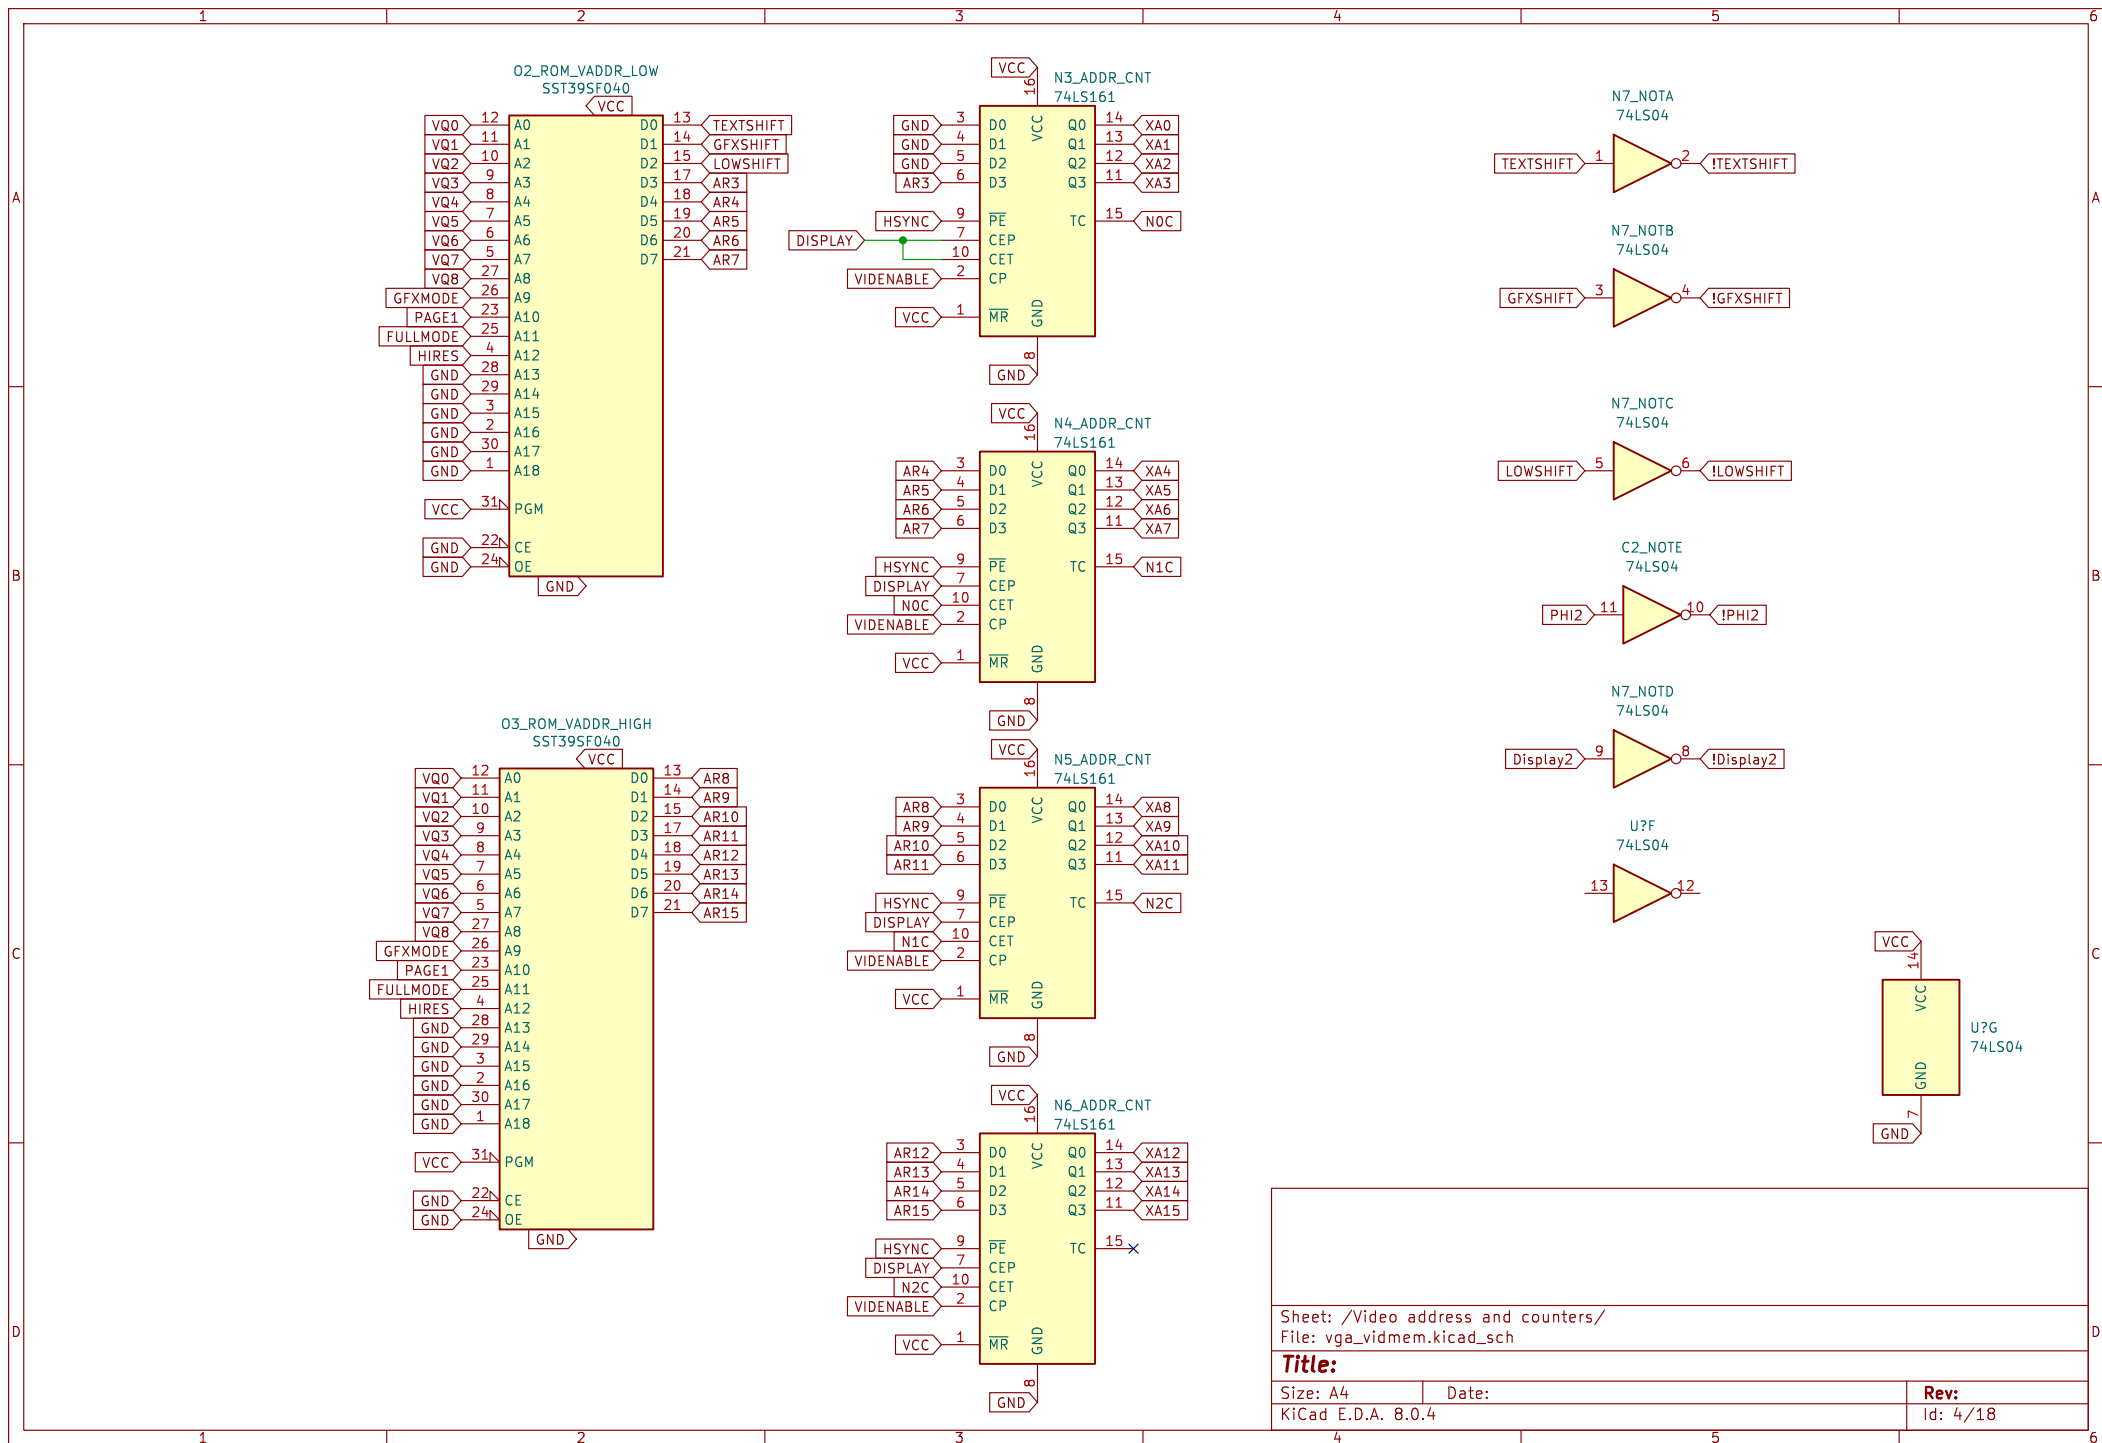 1 2 3 4 5 6
A
B
C
D
O2_ROM_VADDR_LOW
SST39SF040
VCC
VQ0 12 A0 D0 13 TEXTSHIFT
VQ1 11 A1 D1 14 GFXSHIFT
VQ2 10 A2 D2 15 LOWSHIFT
VQ3 9 A3 D3 17 AR3
VQ4 8 A4 D4 18 AR4
VQ5 7 A5 D5 19 AR5
VQ6 6 A6 D6 20 AR6
VQ7 5 A7 D7 21 AR7
VQ8 27 A8
GFXMODE 26 A9
PAGE1 23 A10
FULLMODE 25 A11
HIRES 4 A12
GND 28 A13
GND 29 A14
GND 3 A15
GND 2 A16
GND 30 A17
GND 1 A18
VCC 31 PGM
GND 22 CE
GND 24 OE
GND
O3_ROM_VADDR_HIGH
SST39SF040
VCC
VQ0 12 A0 D0 13 AR8
VQ1 11 A1 D1 14 AR9
VQ2 10 A2 D2 15 AR10
VQ3 9 A3 D3 17 AR11
VQ4 8 A4 D4 18 AR12
VQ5 7 A5 D5 19 AR13
VQ6 6 A6 D6 20 AR14
VQ7 5 A7 D7 21 AR15
VQ8 27 A8
GFXMODE 26 A9
PAGE1 23 A10
FULLMODE 25 A11
HIRES 4 A12
GND 28 A13
GND 29 A14
GND 3 A15
GND 2 A16
GND 30 A17
GND 1 A18
VCC 31 PGM
GND 22 CE
GND 24 OE
GND
VCC 16 VCC
N3_ADDR_CNT
74LS161
GND 3 D0 Q0 14 XA0
GND 4 D1 Q1 13 XA1
GND 5 D2 Q2 12 XA2
AR3 6 D3 Q3 11 XA3
HSYNC 9 PE TC 15 N0C
DISPLAY 7 CEP
10 CET
VIDENABLE 2 CP
VCC 1 MR
GND 8 GND
VCC 16 VCC
N4_ADDR_CNT
74LS161
AR4 3 D0 Q0 14 XA4
AR5 4 D1 Q1 13 XA5
AR6 5 D2 Q2 12 XA6
AR7 6 D3 Q3 11 XA7
HSYNC 9 PE TC 15 N1C
DISPLAY 7 CEP
N0C 10 CET
VIDENABLE 2 CP
VCC 1 MR
GND 8 GND
VCC 16 VCC
N5_ADDR_CNT
74LS161
AR8 3 D0 Q0 14 XA8
AR9 4 D1 Q1 13 XA9
AR10 5 D2 Q2 12 XA10
AR11 6 D3 Q3 11 XA11
HSYNC 9 PE TC 15 N2C
DISPLAY 7 CEP
N1C 10 CET
VIDENABLE 2 CP
VCC 1 MR
GND 8 GND
VCC 16 VCC
N6_ADDR_CNT
74LS161
AR12 3 D0 Q0 14 XA12
AR13 4 D1 Q1 13 XA13
AR14 5 D2 Q2 12 XA14
AR15 6 D3 Q3 11 XA15
HSYNC 9 PE TC 15
DISPLAY 7 CEP
N2C 10 CET
VIDENABLE 2 CP
VCC 1 MR
GND 8 GND
N7_NOTA
74LS04
TEXTSHIFT 1 2 !TEXTSHIFT
N7_NOTB
74LS04
GFXSHIFT 3 4 !GFXSHIFT
N7_NOTC
74LS04
LOWSHIFT 5 6 !LOWSHIFT
C2_NOTE
74LS04
PHI2 11 10 !PHI2
N7_NOTD
74LS04
Display2 9 8 !Display2
U?F
74LS04
13 12
VCC 14 VCC
U?G
74LS04
GND 7 GND
A
B
C
D
Sheet: /Video address and counters/
File: vga_vidmem.kicad_sch
Title:
Size: A4 Date: Rev:
KiCad E.D.A. 8.0.4 Id: 4/18
1 2 3 4 5 6